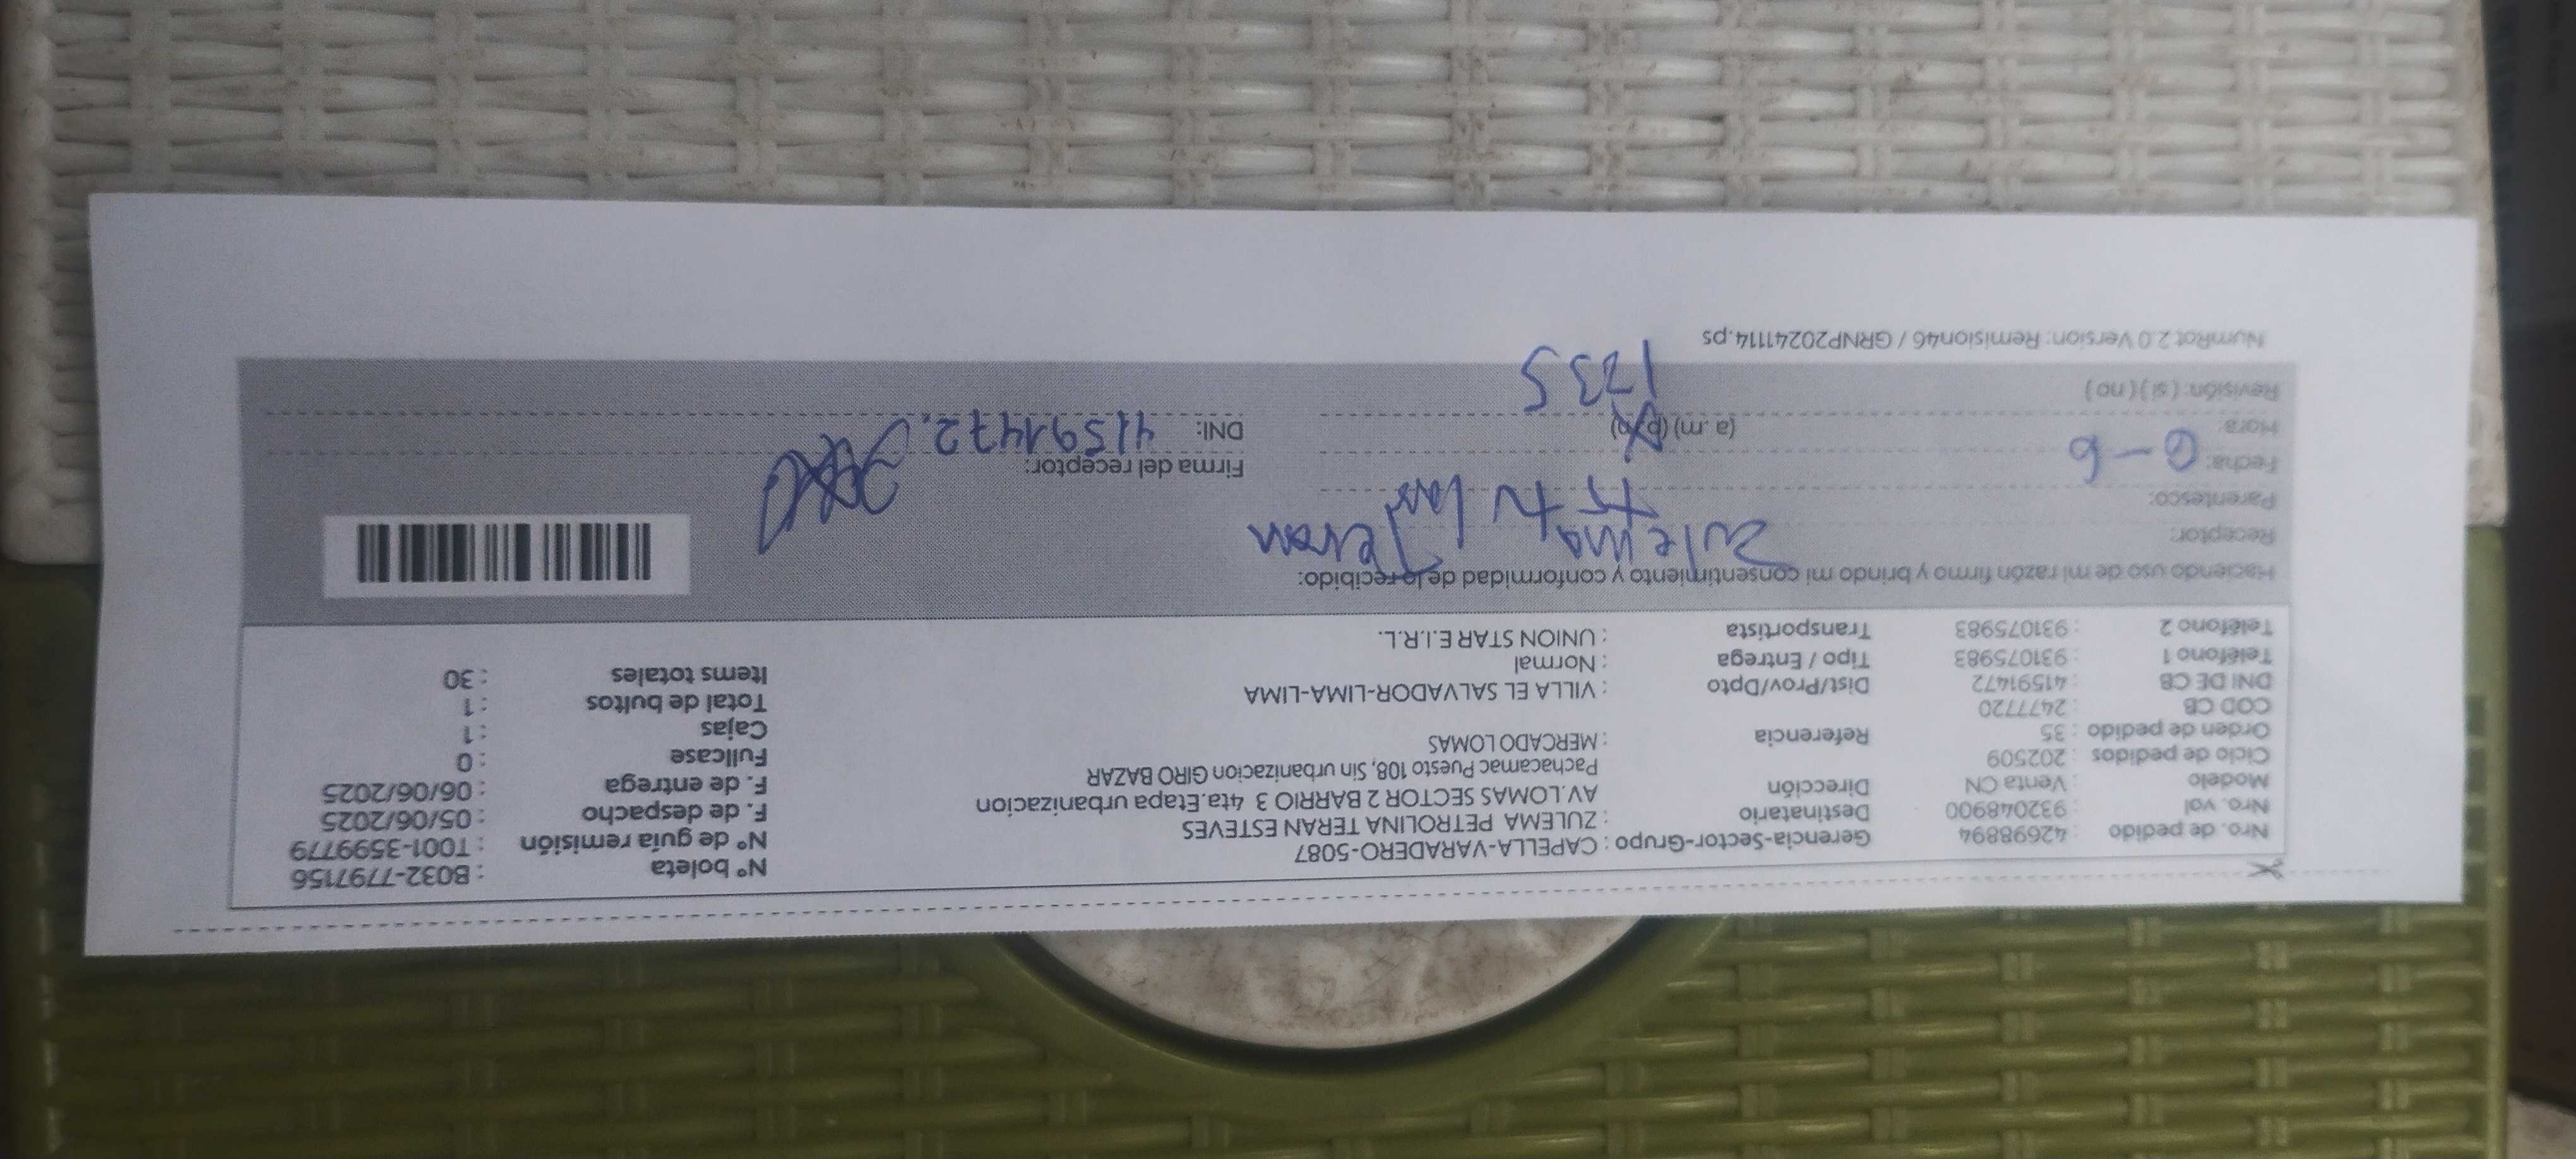 Nro. de pedido : 42698894 Gerencia-Sector-Grupo : CAPELLA-VARADERO-5087 N° boleta : B032-7797156
Nro. val : 932048900 Destinatario : ZULEMA PETROLINA TERAN ESTEVES N° de guía remisión : T001-3599779
Modelo : Venta CN Dirección AV.LOMAS SECTOR 2 BARRIO 3 4ta.Etapa urbanizacion F. de despacho : 05/06/2025
Ciclo de pedidos : 202509 Pachacamac Puesto 108, Sin urbanizacion GIRO BAZAR F. de entrega : 06/06/2025
Orden de pedido : 35 Referencia : MERCADO LOMAS Fullcase : 0
COD CB : 2477720 Cajas : 1
DNI DE CB : 41591472 Dist/Prov/Dpto : VILLA EL SALVADOR-LIMA-LIMA Total de bultos : 1
Teléfono 1 : 931075983 Tipo / Entrega : Normal Items totales : 30
Teléfono 2 : 931075983 Transportista : UNION STAR E.I.R.L.
Haciendo uso de mi razón firmo y brindo mi consentimiento y conformidad de lo recibido:
Receptor: Zulema Teran
Parentesco: titular
Fecha: 6-6 Firma del receptor:
Hora: (a.m) (p.m) DNI: 41591472.
1235
Revisión: (si) (no)
NumRot 2.0 Version: Remision46 / GRNP20241114.ps